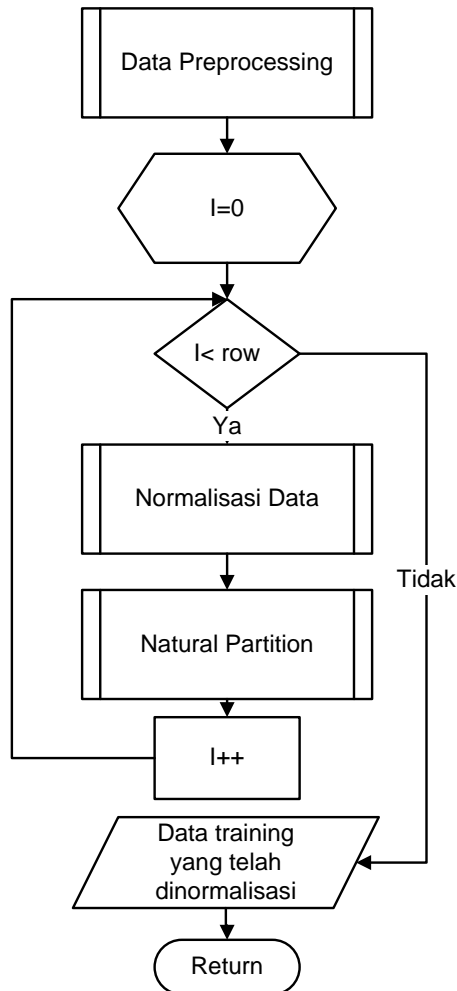 Data Preprocessing
I=0
I< row
Ya
Normalisasi Data
Tidak
Natural Partition
I++
Data training
yang telah
dinormalisasi
Return